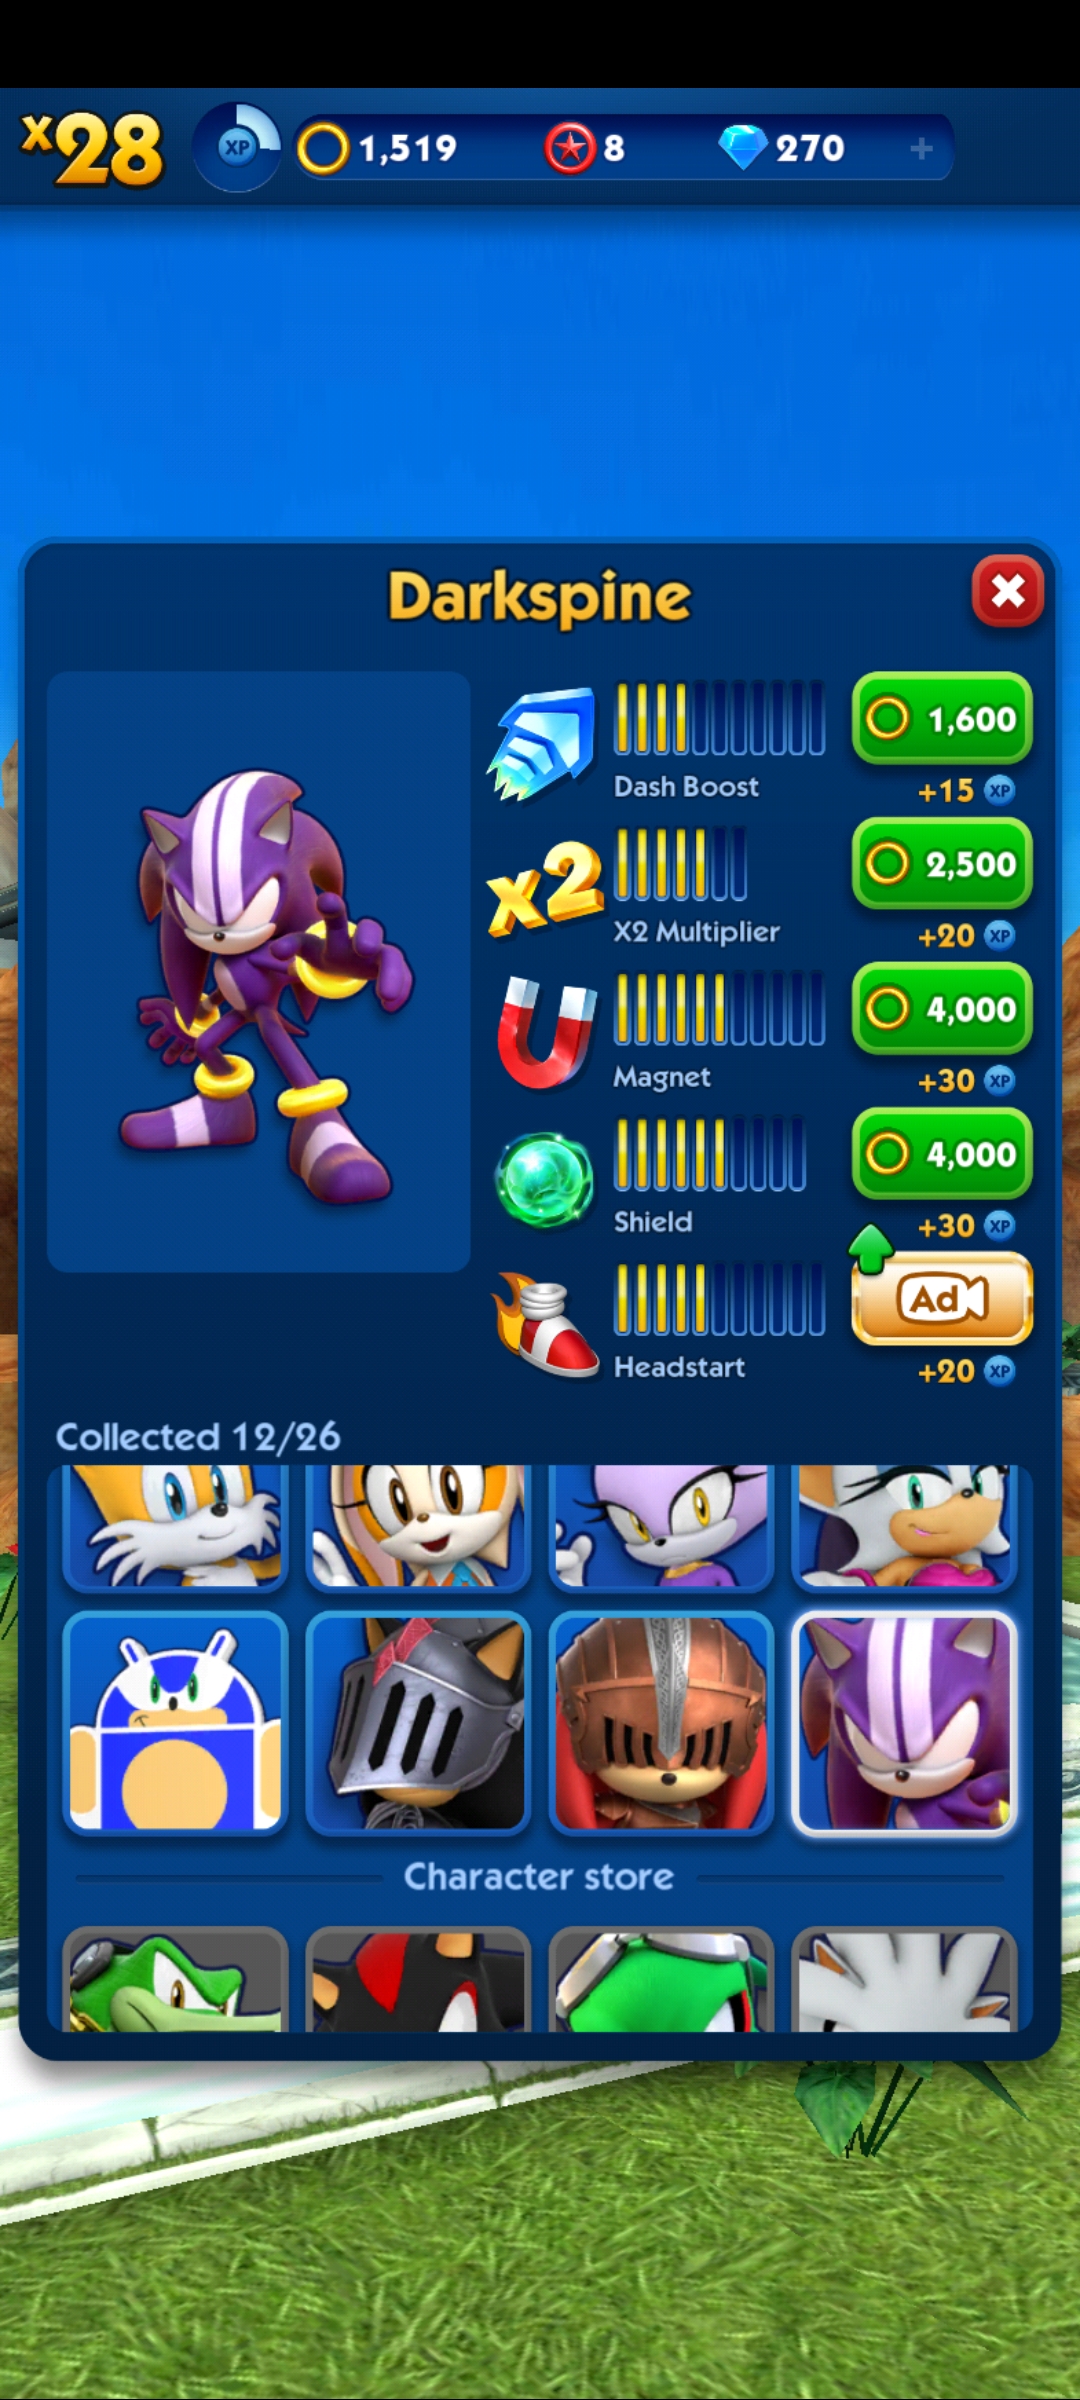 x28
XP
1,519
8
270
+
Darkspine
1,600
Dash Boost
+15 XP
x2
2,500
X2 Multiplier
+20 XP
4,000
Magnet
+30 XP
4,000
Shield
+30 XP
Ad
Headstart
+20 XP
Collected 12/26
Character store